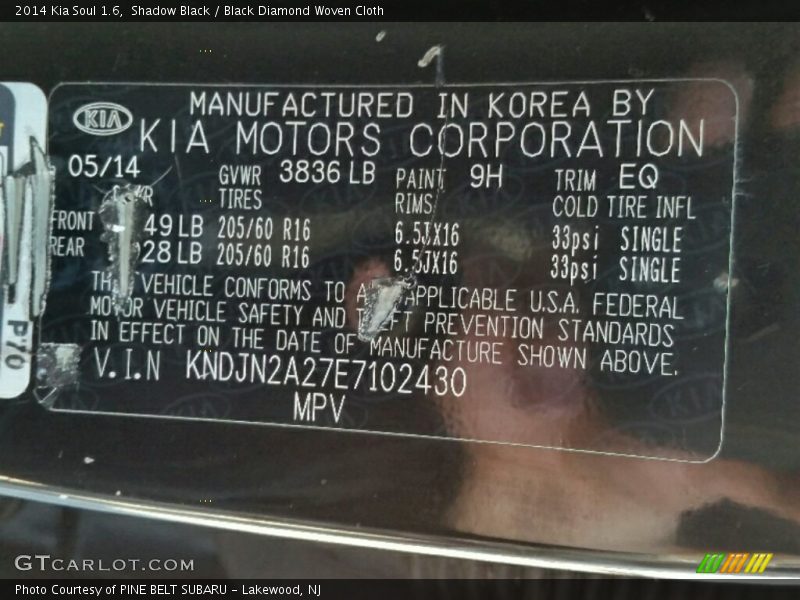 2014 Kia Soul 1.6,  Shadow Black / Black Diamond Woven Cloth
MANUFACTURED IN KOREA BY
KIA KIA MOTORS CORPORATION
05/14 GVWR 3836 LB PAINT 9H TRIM EQ
TIRES RIMS COLD TIRE INFL
FRONT 49 LB 205/60 R16 6.5JX16 33psi SINGLE
REAR 28 LB 205/60 R16 6.5JX16 33psi SINGLE
VEHICLE CONFORMS TO APPLICABLE U.S.A. FEDERAL
MOTOR VEHICLE SAFETY AND PREVENTION STANDARDS
IN EFFECT ON THE DATE OF MANUFACTURE SHOWN ABOVE.
V.I.N KNDJN2A27E7102430
MPV
P'70
GTCARLOT.COM
Photo Courtesy of PINE BELT SUBARU - Lakewood, NJ